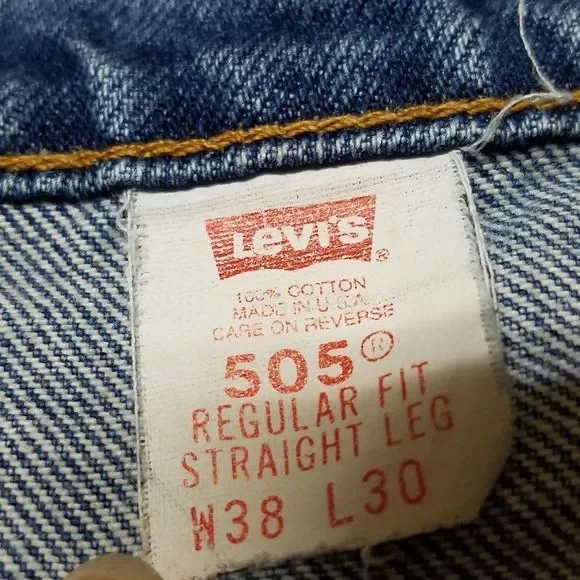 Levi's ®
100% COTTON
MADE IN U.S.A.
CARE ON REVERSE
505®
REGULAR FIT
STRAIGHT LEG
W38 L30